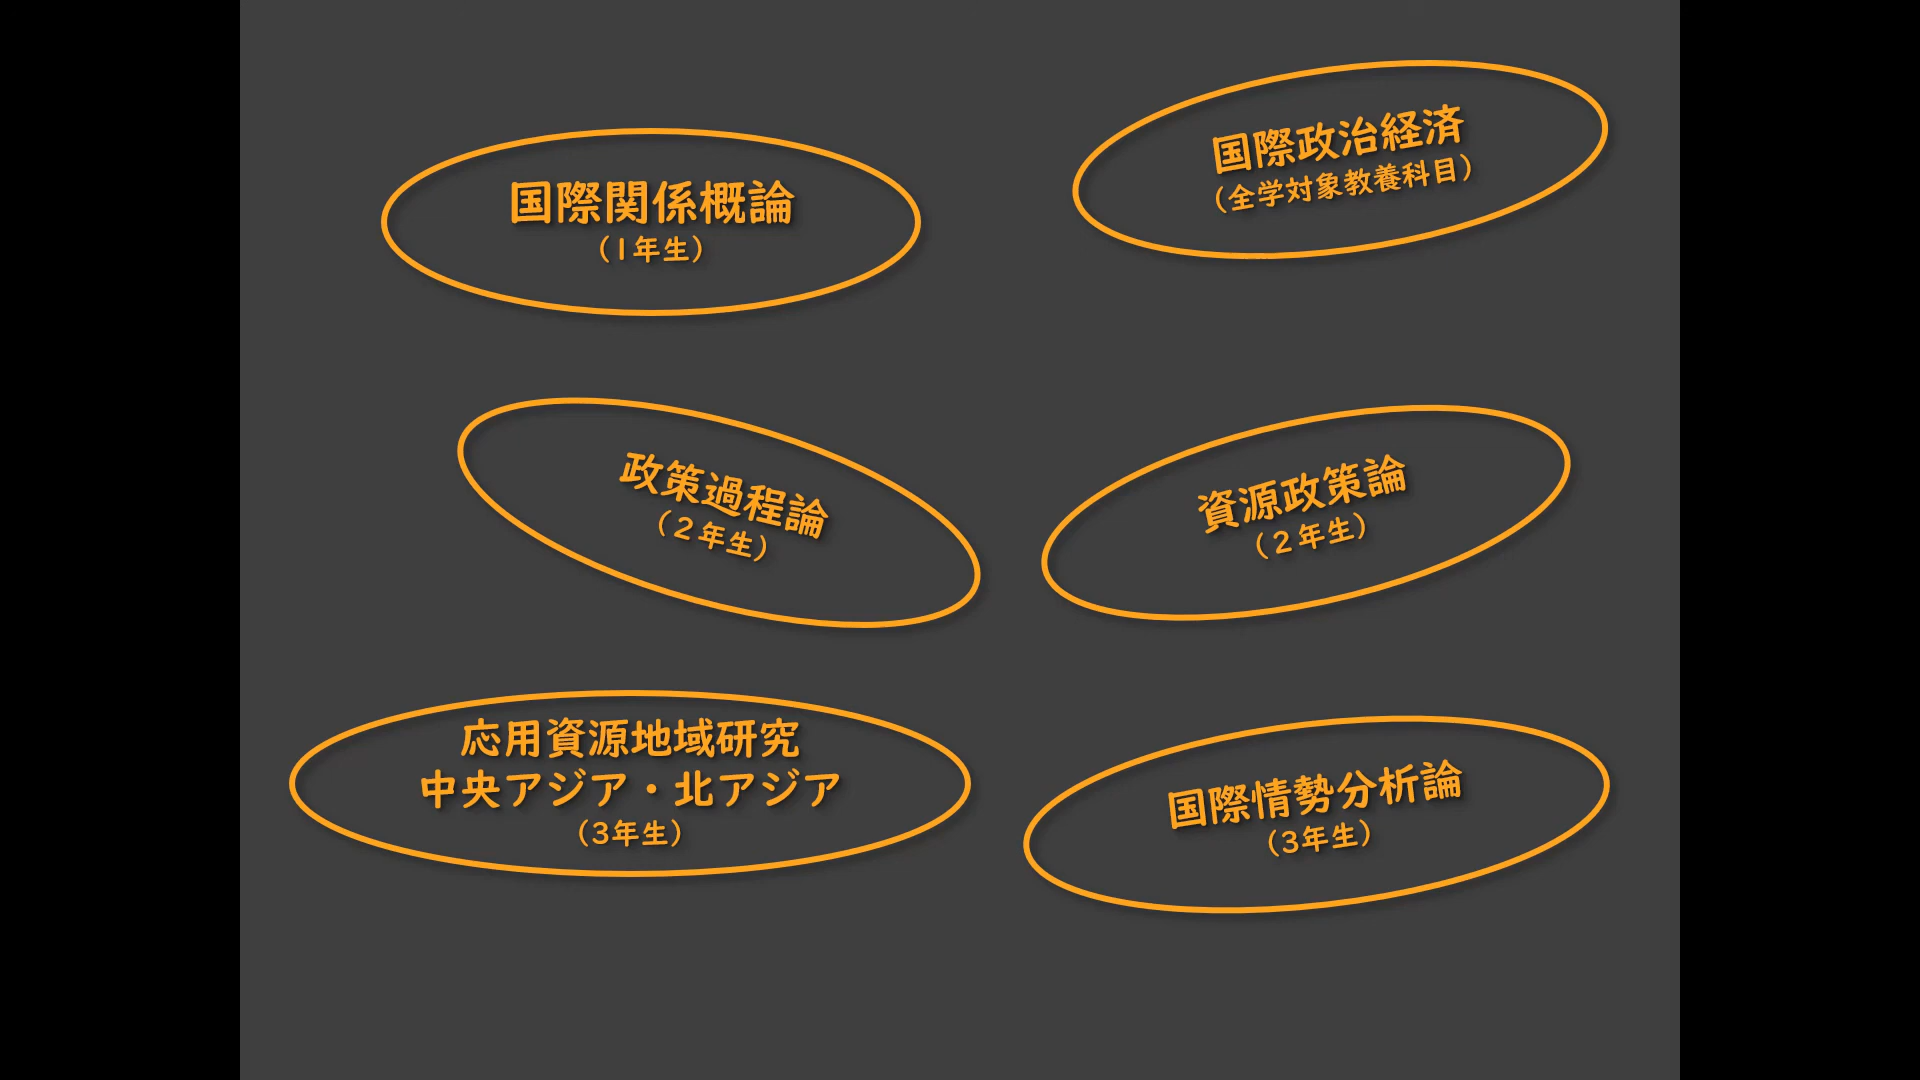 国際関係概論
（1年生）
国際政治経済
（全学対象教養科目）
政策過程論
（２年生）
資源政策論
（２年生）
応用資源地域研究
中央アジア・北アジア
（3年生）
国際情勢分析論
（3年生）